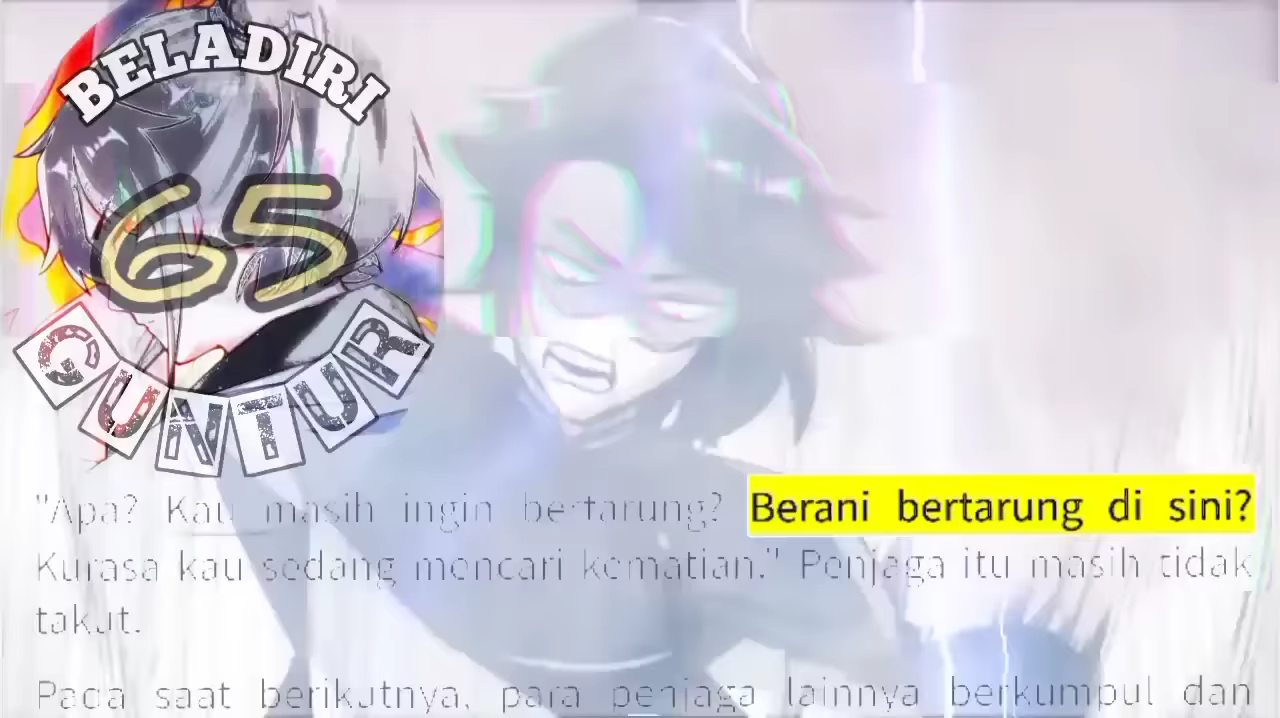 BELADIRI
65
GUNTUR
"Apa? Kau masih ingin bertarung? Berani bertarung di sini?
Kurasa kau sedang mencari kematian." Penjaga itu masih tidak
takut.
Pada saat berikutnya, para penjaga lainnya berkumpul dan